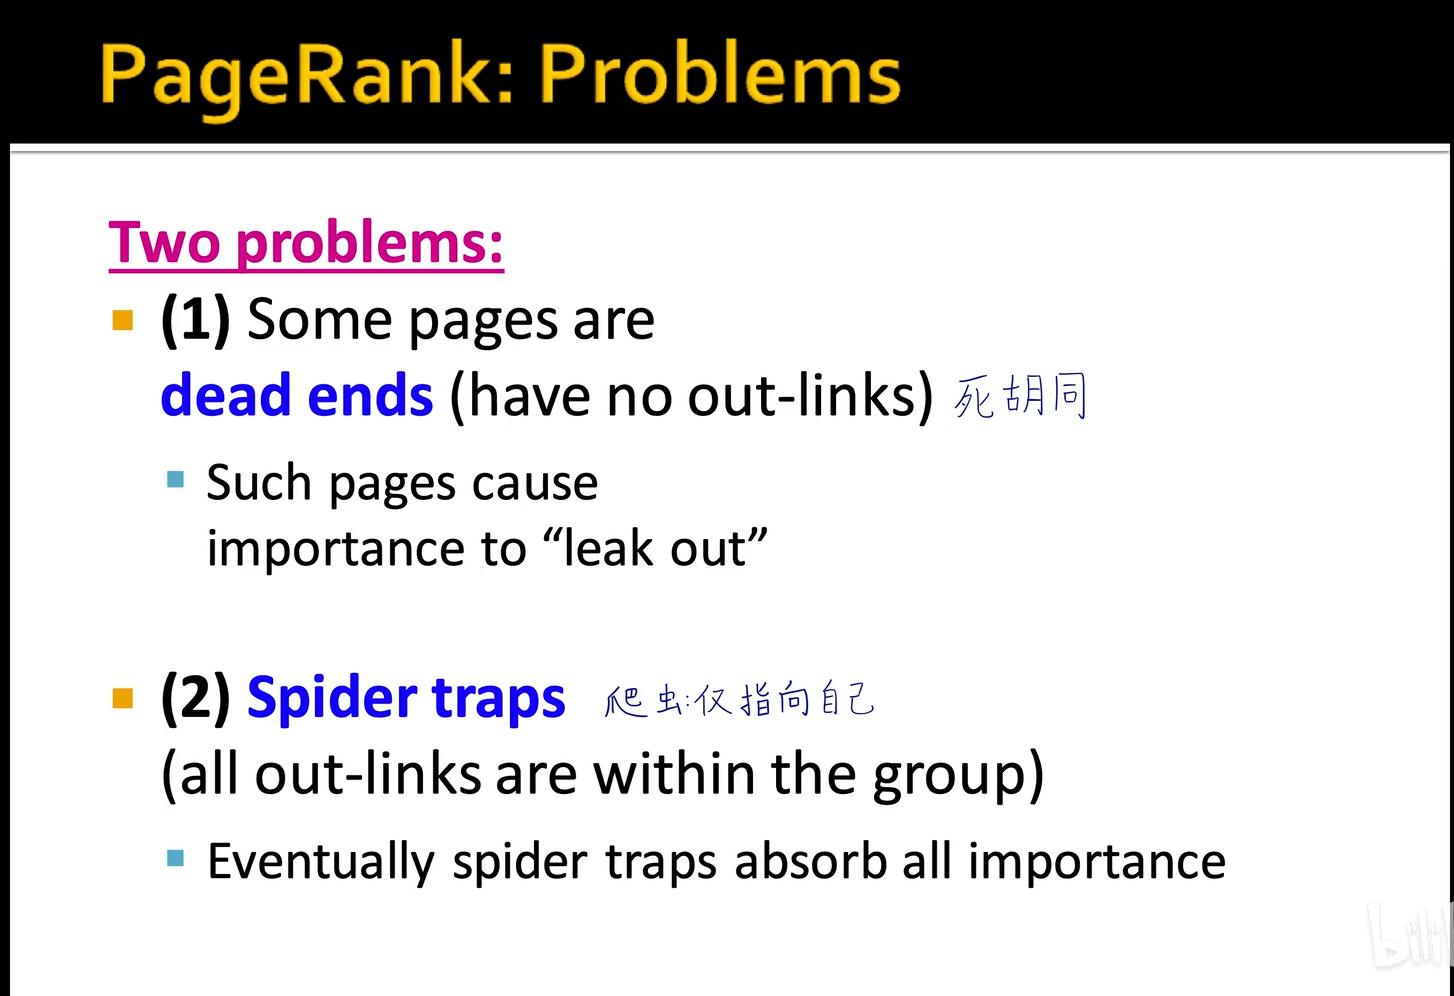 PageRank: Problems
Two problems:
(1) Some pages are
dead ends (have no out-links) 死胡同
Such pages cause
importance to “leak out”
(2) Spider traps 爬虫:仅指向自己
(all out-links are within the group)
Eventually spider traps absorb all importance